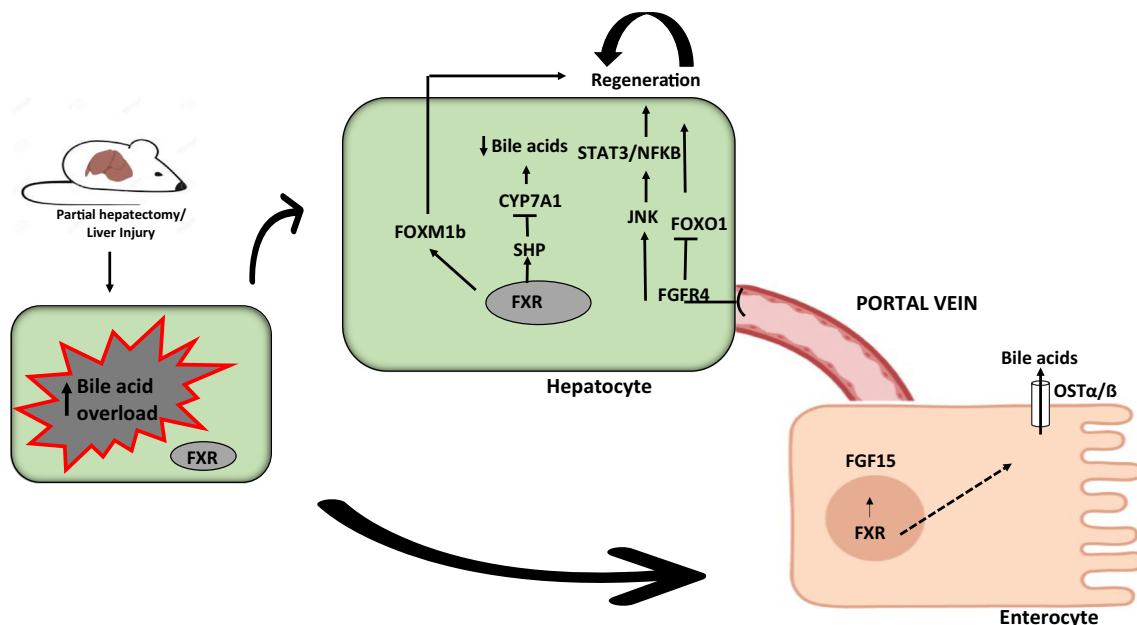 Regeneration
Bile acids
STAT3/NFKB
CYP7A1
JNK
FOXO1
FOXM1b
SHP
FXR
FGFR4
Hepatocyte
Partial hepatectomy/
Liver Injury
Bile acid
overload
FXR
PORTAL VEIN
Bile acids
OSTα/ß
FGF15
FXR
Enterocyte